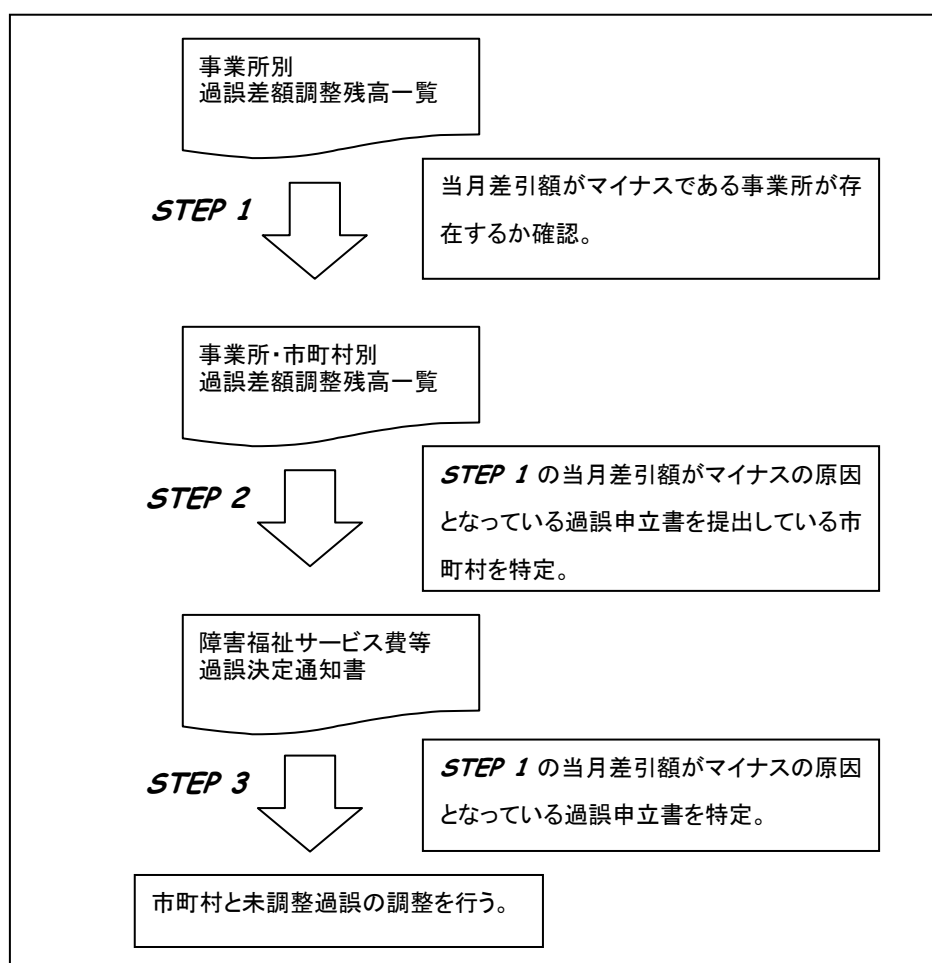 事業所別
過誤差額調整残高一覧
当月差引額がマイナスである事業所が存
在するか確認。
STEP 1
事業所・市町村別
過誤差額調整残高一覧
STEP 1 の当月差引額がマイナスの原因
となっている過誤申立書を提出している市
町村を特定。
STEP 2
障害福祉サービス費等
過誤決定通知書
STEP 1 の当月差引額がマイナスの原因
となっている過誤申立書を特定。
STEP 3
市町村と未調整過誤の調整を行う。